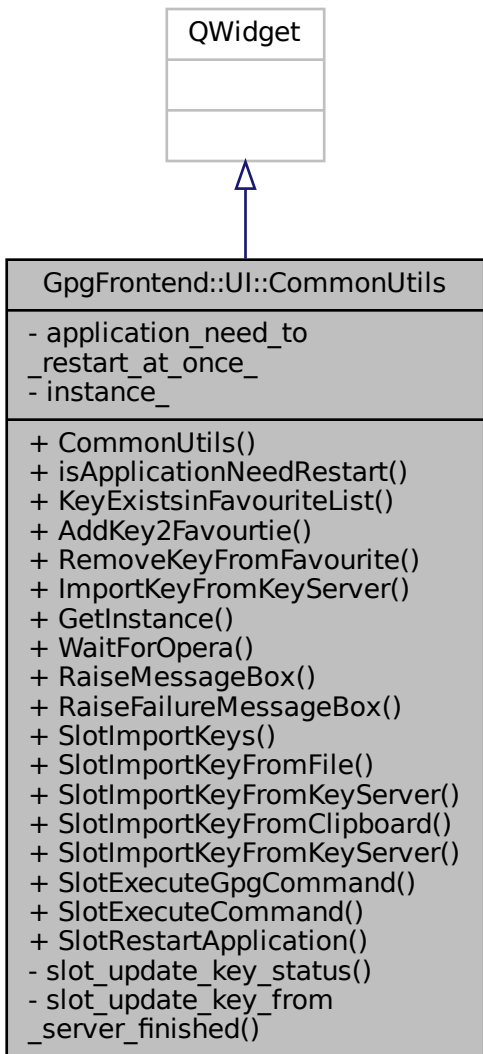 QWidget
GpgFrontend::UI::CommonUtils
- application_need_to
_restart_at_once_
- instance_
+ CommonUtils()
+ isApplicationNeedRestart()
+ KeyExistsinFavouriteList()
+ AddKey2Favourtie()
+ RemoveKeyFromFavourite()
+ ImportKeyFromKeyServer()
+ GetInstance()
+ WaitForOpera()
+ RaiseMessageBox()
+ RaiseFailureMessageBox()
+ SlotImportKeys()
+ SlotImportKeyFromFile()
+ SlotImportKeyFromKeyServer()
+ SlotImportKeyFromClipboard()
+ SlotImportKeyFromKeyServer()
+ SlotExecuteGpgCommand()
+ SlotExecuteCommand()
+ SlotRestartApplication()
- slot_update_key_status()
- slot_update_key_from
_server_finished()